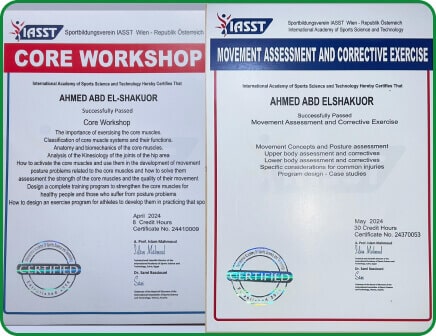 IASST
Sportbildungsverein IASST Wien - Republik Österreich
CORE WORKSHOP
International Academy of Sports Science and Technology Hereby Certifies That
AHMED ABD EL-SHAKUOR
Successfully Passed
Core Workshop
The importance of exercising the core muscles.
Classification of core muscle systems and their functions.
Anatomy and biomechanics of the core muscles.
Analysis of the Kinesiology of the joints of the hip area
How to activate the core muscles and use them in the development of movement
posture problems related to the core muscles and how to solve them
assessment the strength of the core muscles and the quality of their movement.
Design a complete training program to strengthen the core muscles for
healthy people and those who suffer from posture problems
How to design an exercise program for athletes to develop them in practicing that spo
April 2024
8 Credit Hours
Certificate No. 24410009
A. Prof. Islam Mahmoud
Dr. Sami Bassiouni
CERTIFIED
IASST
Sportbildungsverein IASST Wien - Republik Österreich
International Academy of Sports Science and Technology
MOVEMENT ASSESSMENT AND CORRECTIVE EXERCISE
International Academy of Sports Science and Technology Hereby Certifies That
AHMED ABD ELSHAKUOR
Successfully Passed
Movement Assessment and Corrective Exercise
Movement Concepts and Posture assessment
Upper body assessment and correctives
Lower body assessment and correctives
Specific considerations for common injuries
Program design - Case studies
May 2024
30 Credit Hours
Certificate No. 24370053
A. Prof. Islam Mahmoud
Dr. Sami Bassiouni
CERTIFIED